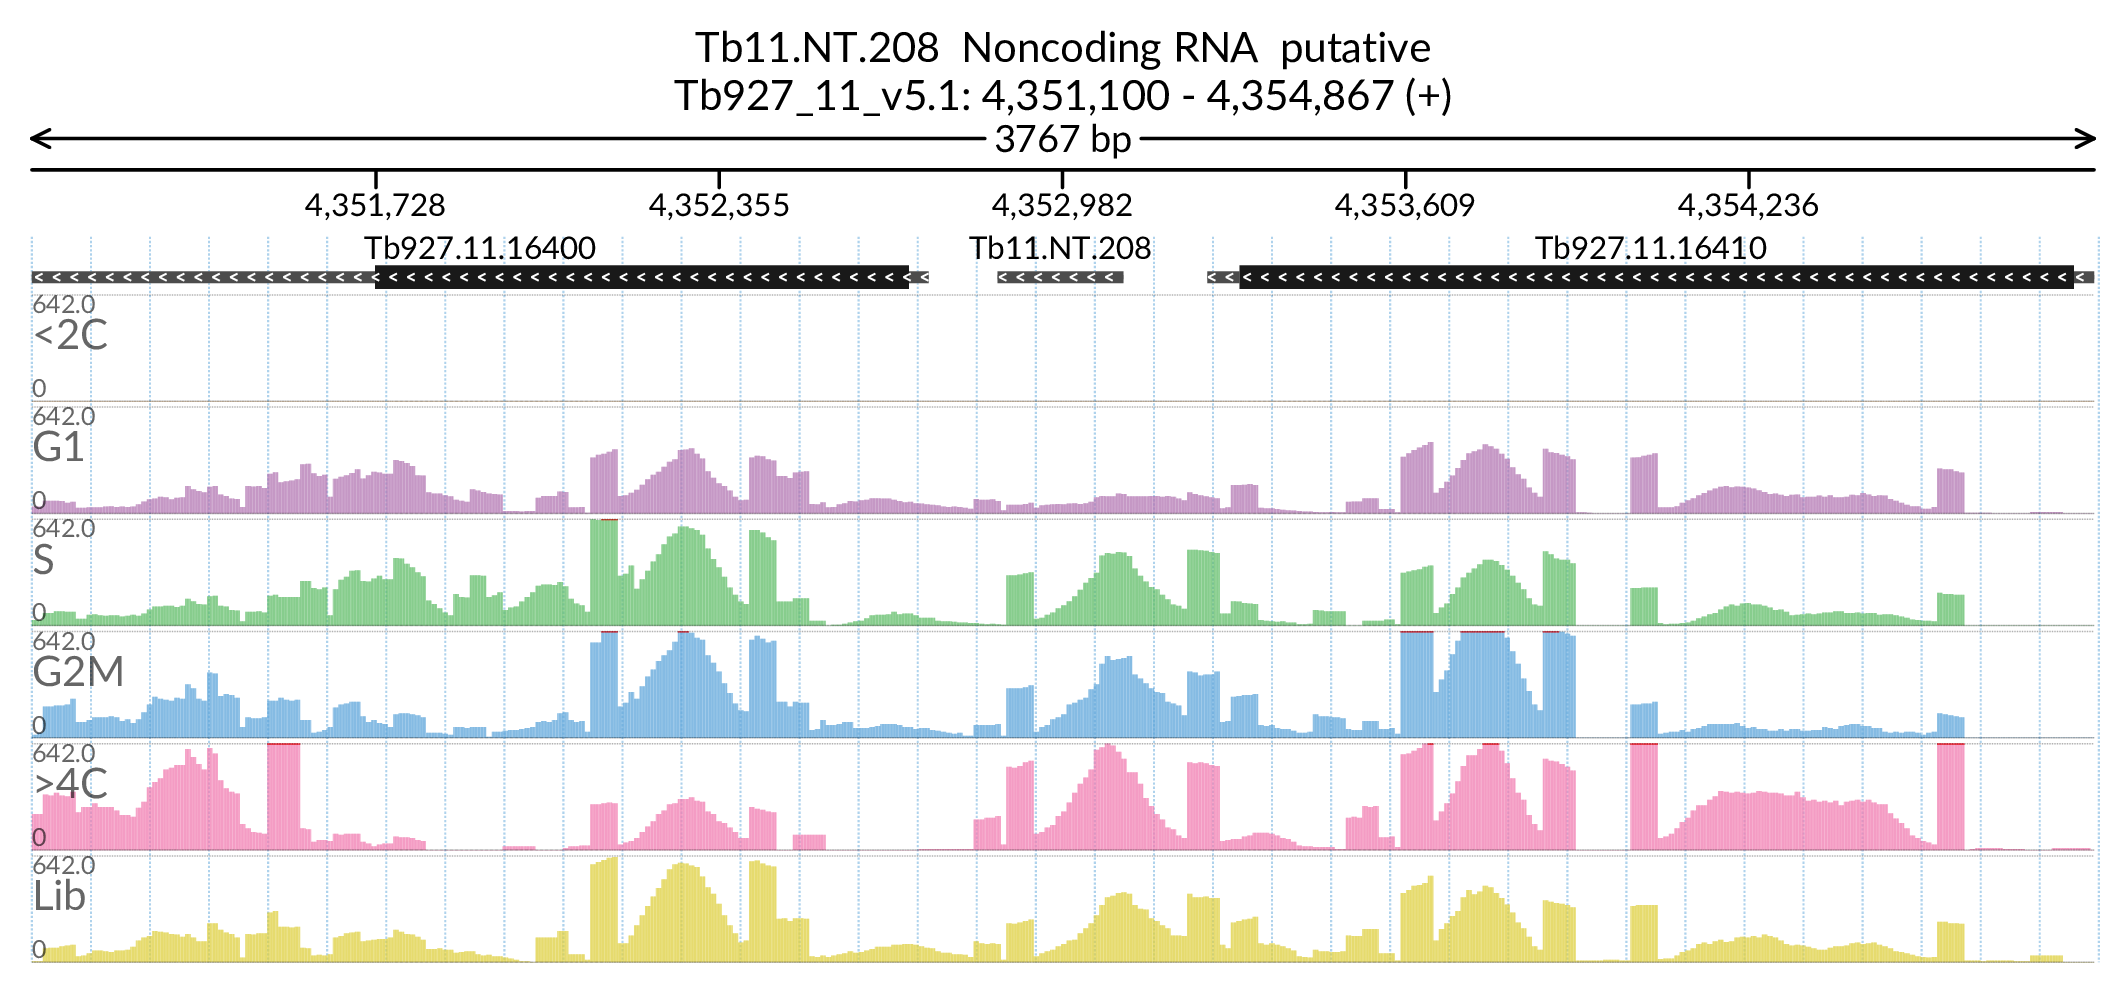 Tb11.NT.208  Noncoding RNA  putative
Tb927_11_v5.1: 4,351,100 - 4,354,867 (+)
3767 bp
4,351,728 4,352,355 4,352,982 4,353,609 4,354,236
Tb927.11.16400 Tb11.NT.208 Tb927.11.16410
642.0
<2C
0
642.0
G1
0
642.0
S
0
642.0
G2M
0
642.0
>4C
0
642.0
Lib
0